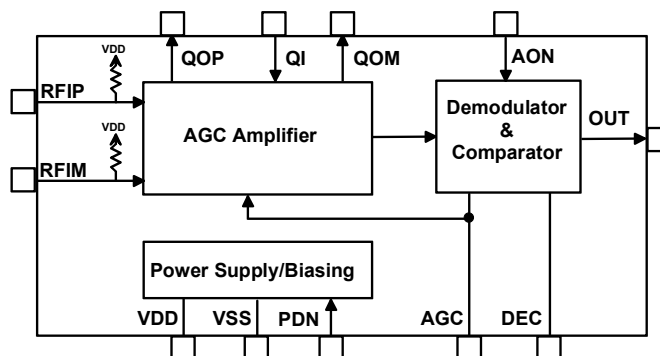 QOP
QI
QOM
AON
VDD
RFIP
VDD
RFIM
AGC Amplifier
Demodulator
&
Comparator
OUT
Power Supply/Biasing
VDD
VSS
PDN
AGC
DEC